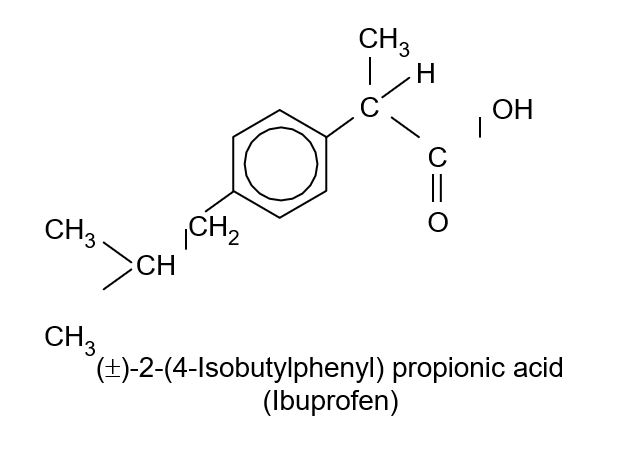 CH3
H
C
OH
C
O
CH2
CH3
CH
CH3
(±)-2-(4-Isobutylphenyl) propionic acid
(Ibuprofen)